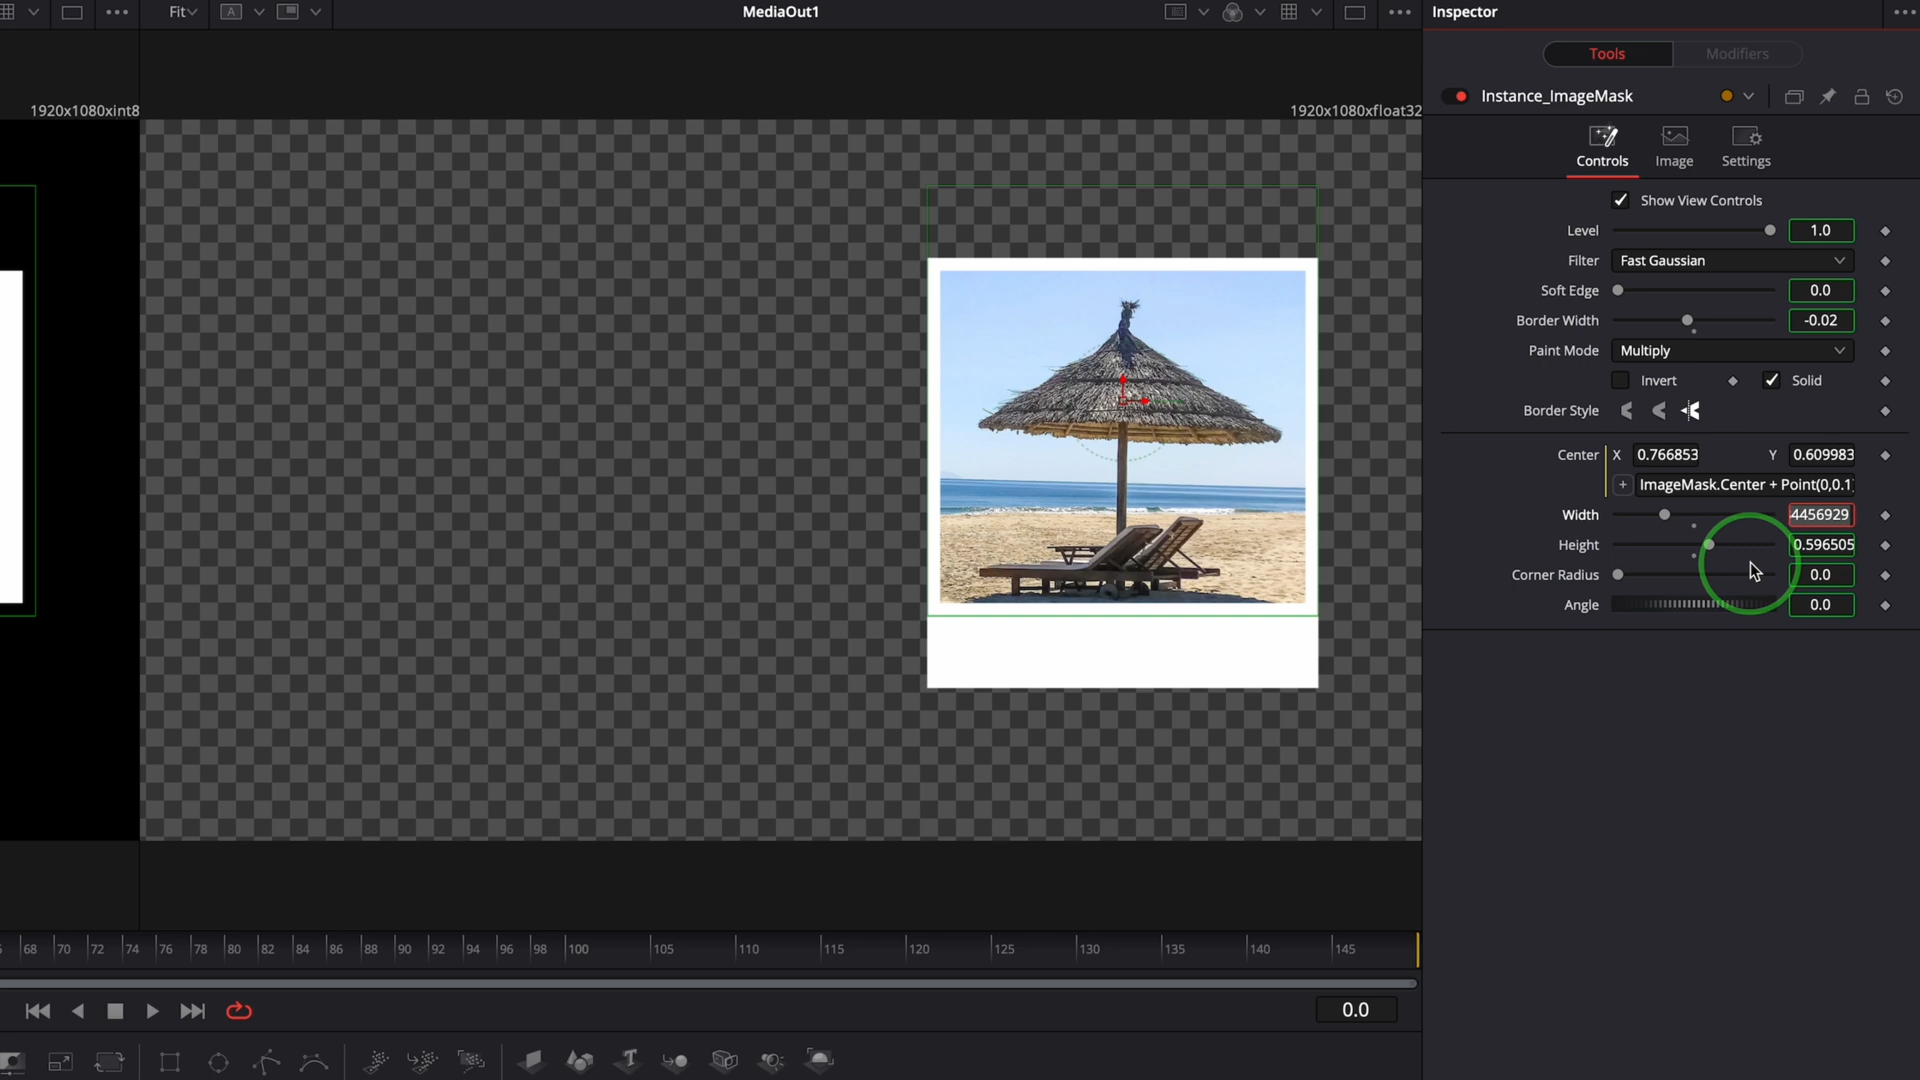 Fit
A
MediaOut1
Inspector
Tools
Modifiers
1920x1080xint8
1920x1080xfloat32
Instance_ImageMask
Controls
Image
Settings
Show View Controls
Level
1.0
Filter
Fast Gaussian
Soft Edge
0.0
Border Width
-0.02
Paint Mode
Multiply
Invert
Solid
Border Style
Center
X
0.766853
Y
0.609983
+
ImageMask.Center + Point(0,0.1
Width
4456929
Height
0.596505
Corner Radius
0.0
Angle
0.0
68 70 72 74 76 78 80 82 84 86 88 90 92 94 96 98 100 105 110 115 120 125 130 135 140 145
0.0
T